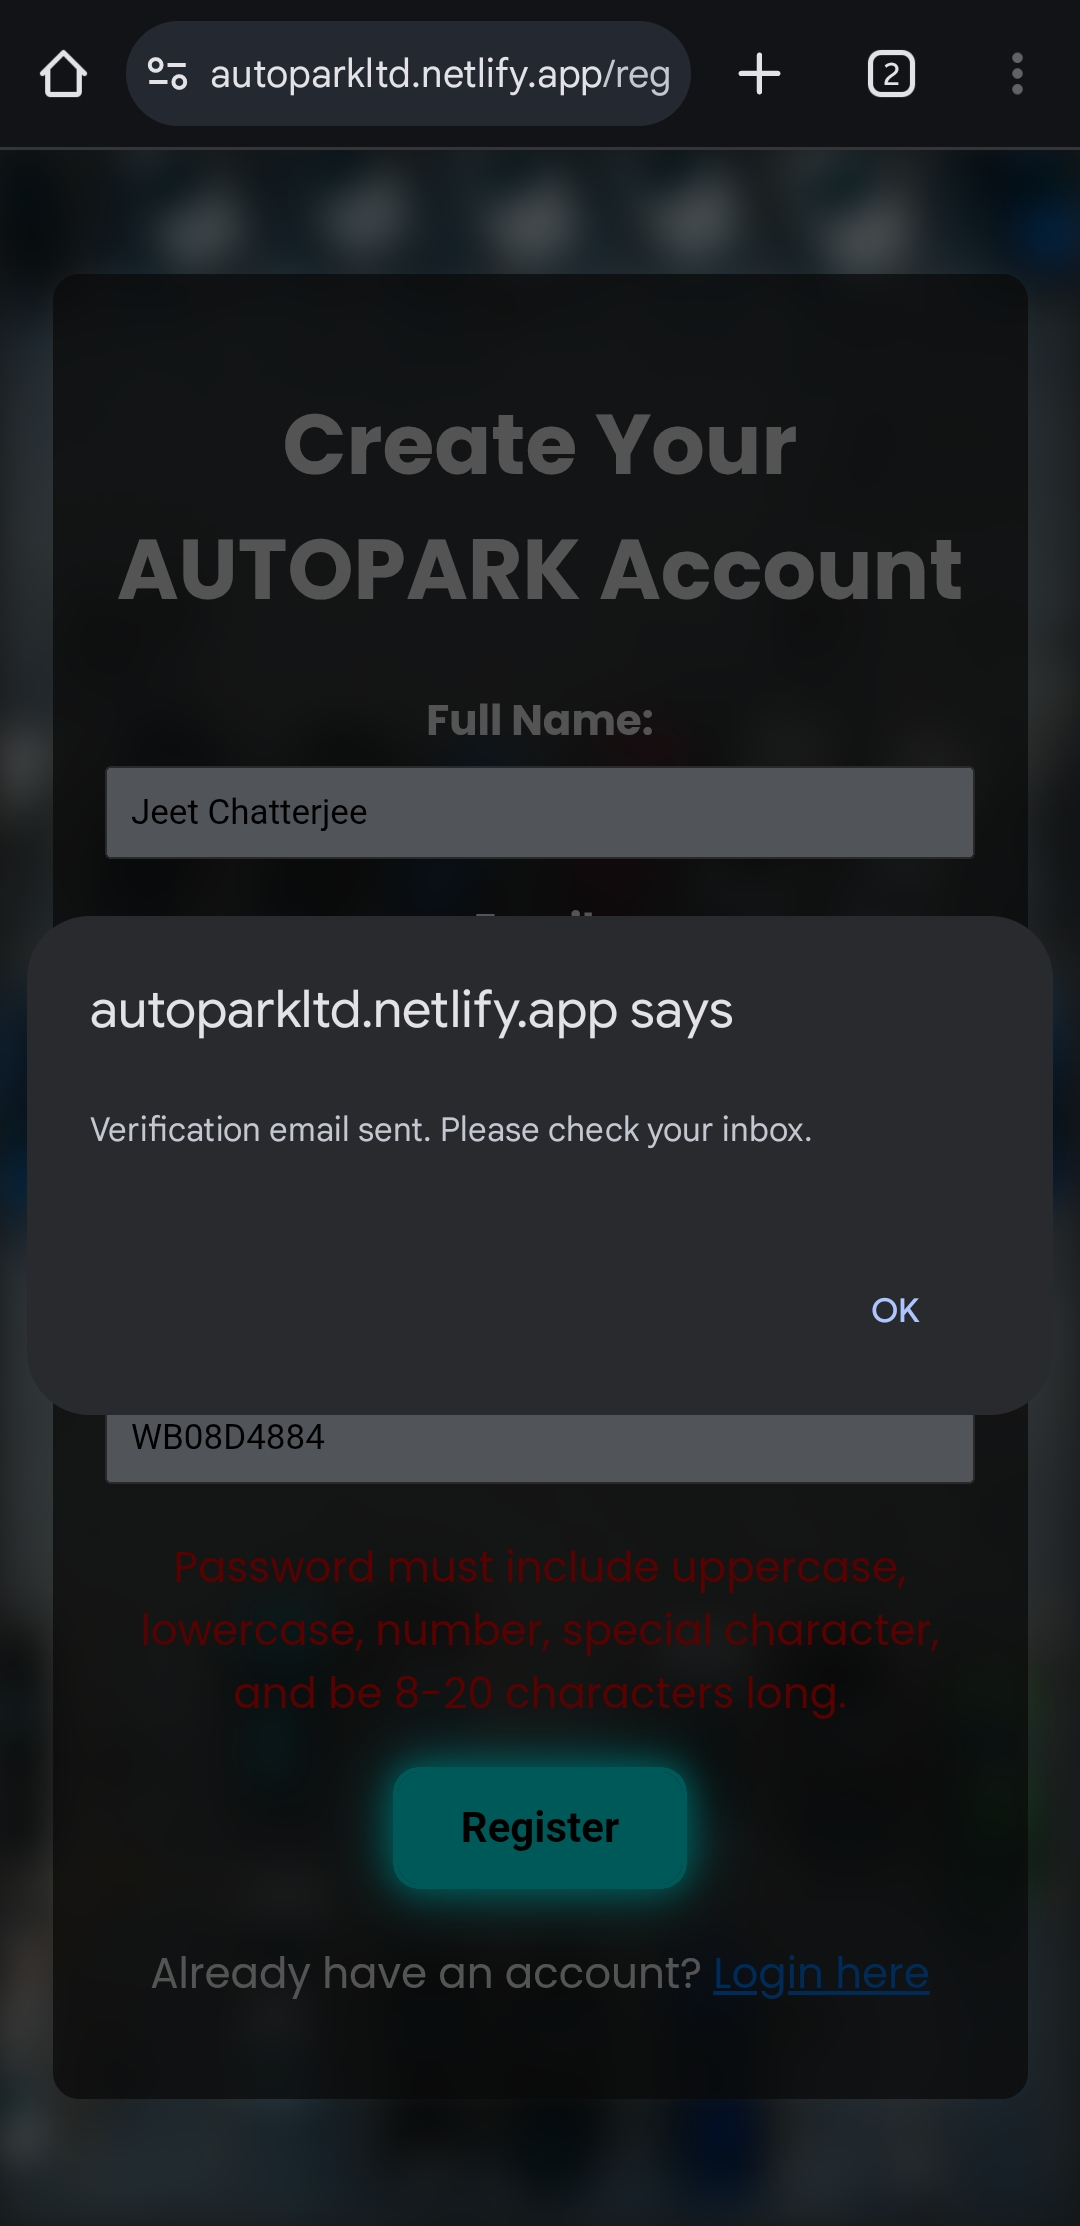 autoparkltd.netlify.app/reg
2
Create Your
AUTOPARK Account
Full Name:
Jeet Chatterjee
autoparkltd.netlify.app says
Verification email sent. Please check your inbox.
OK
WB08D4884
Password must include uppercase,
lowercase, number, special character,
and be 8-20 characters long.
Register
Already have an account? Login here